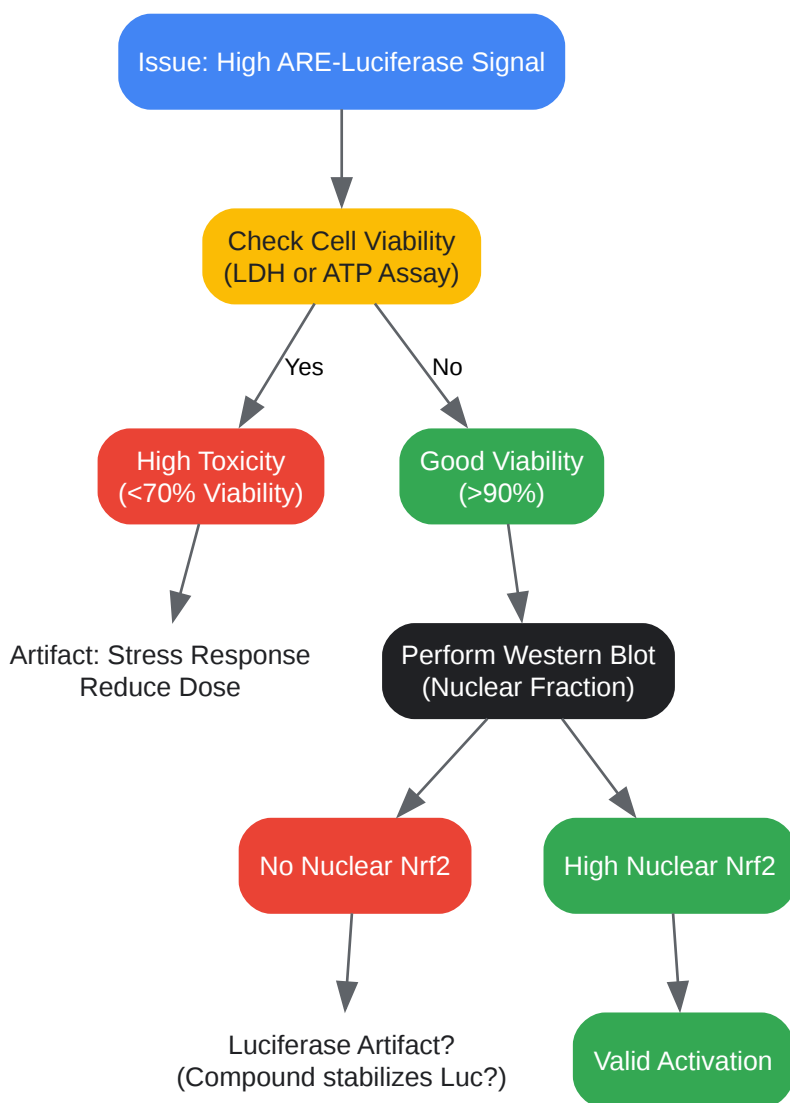 Issue: High ARE-Luciferase Signal
Check Cell Viability
(LDH or ATP Assay)
Yes
No
High Toxicity
(<70% Viability)
Good Viability
(>90%)
Artifact: Stress Response
Reduce Dose
Perform Western Blot
(Nuclear Fraction)
No Nuclear Nrf2
High Nuclear Nrf2
Luciferase Artifact?
(Compound stabilizes Luc?)
Valid Activation